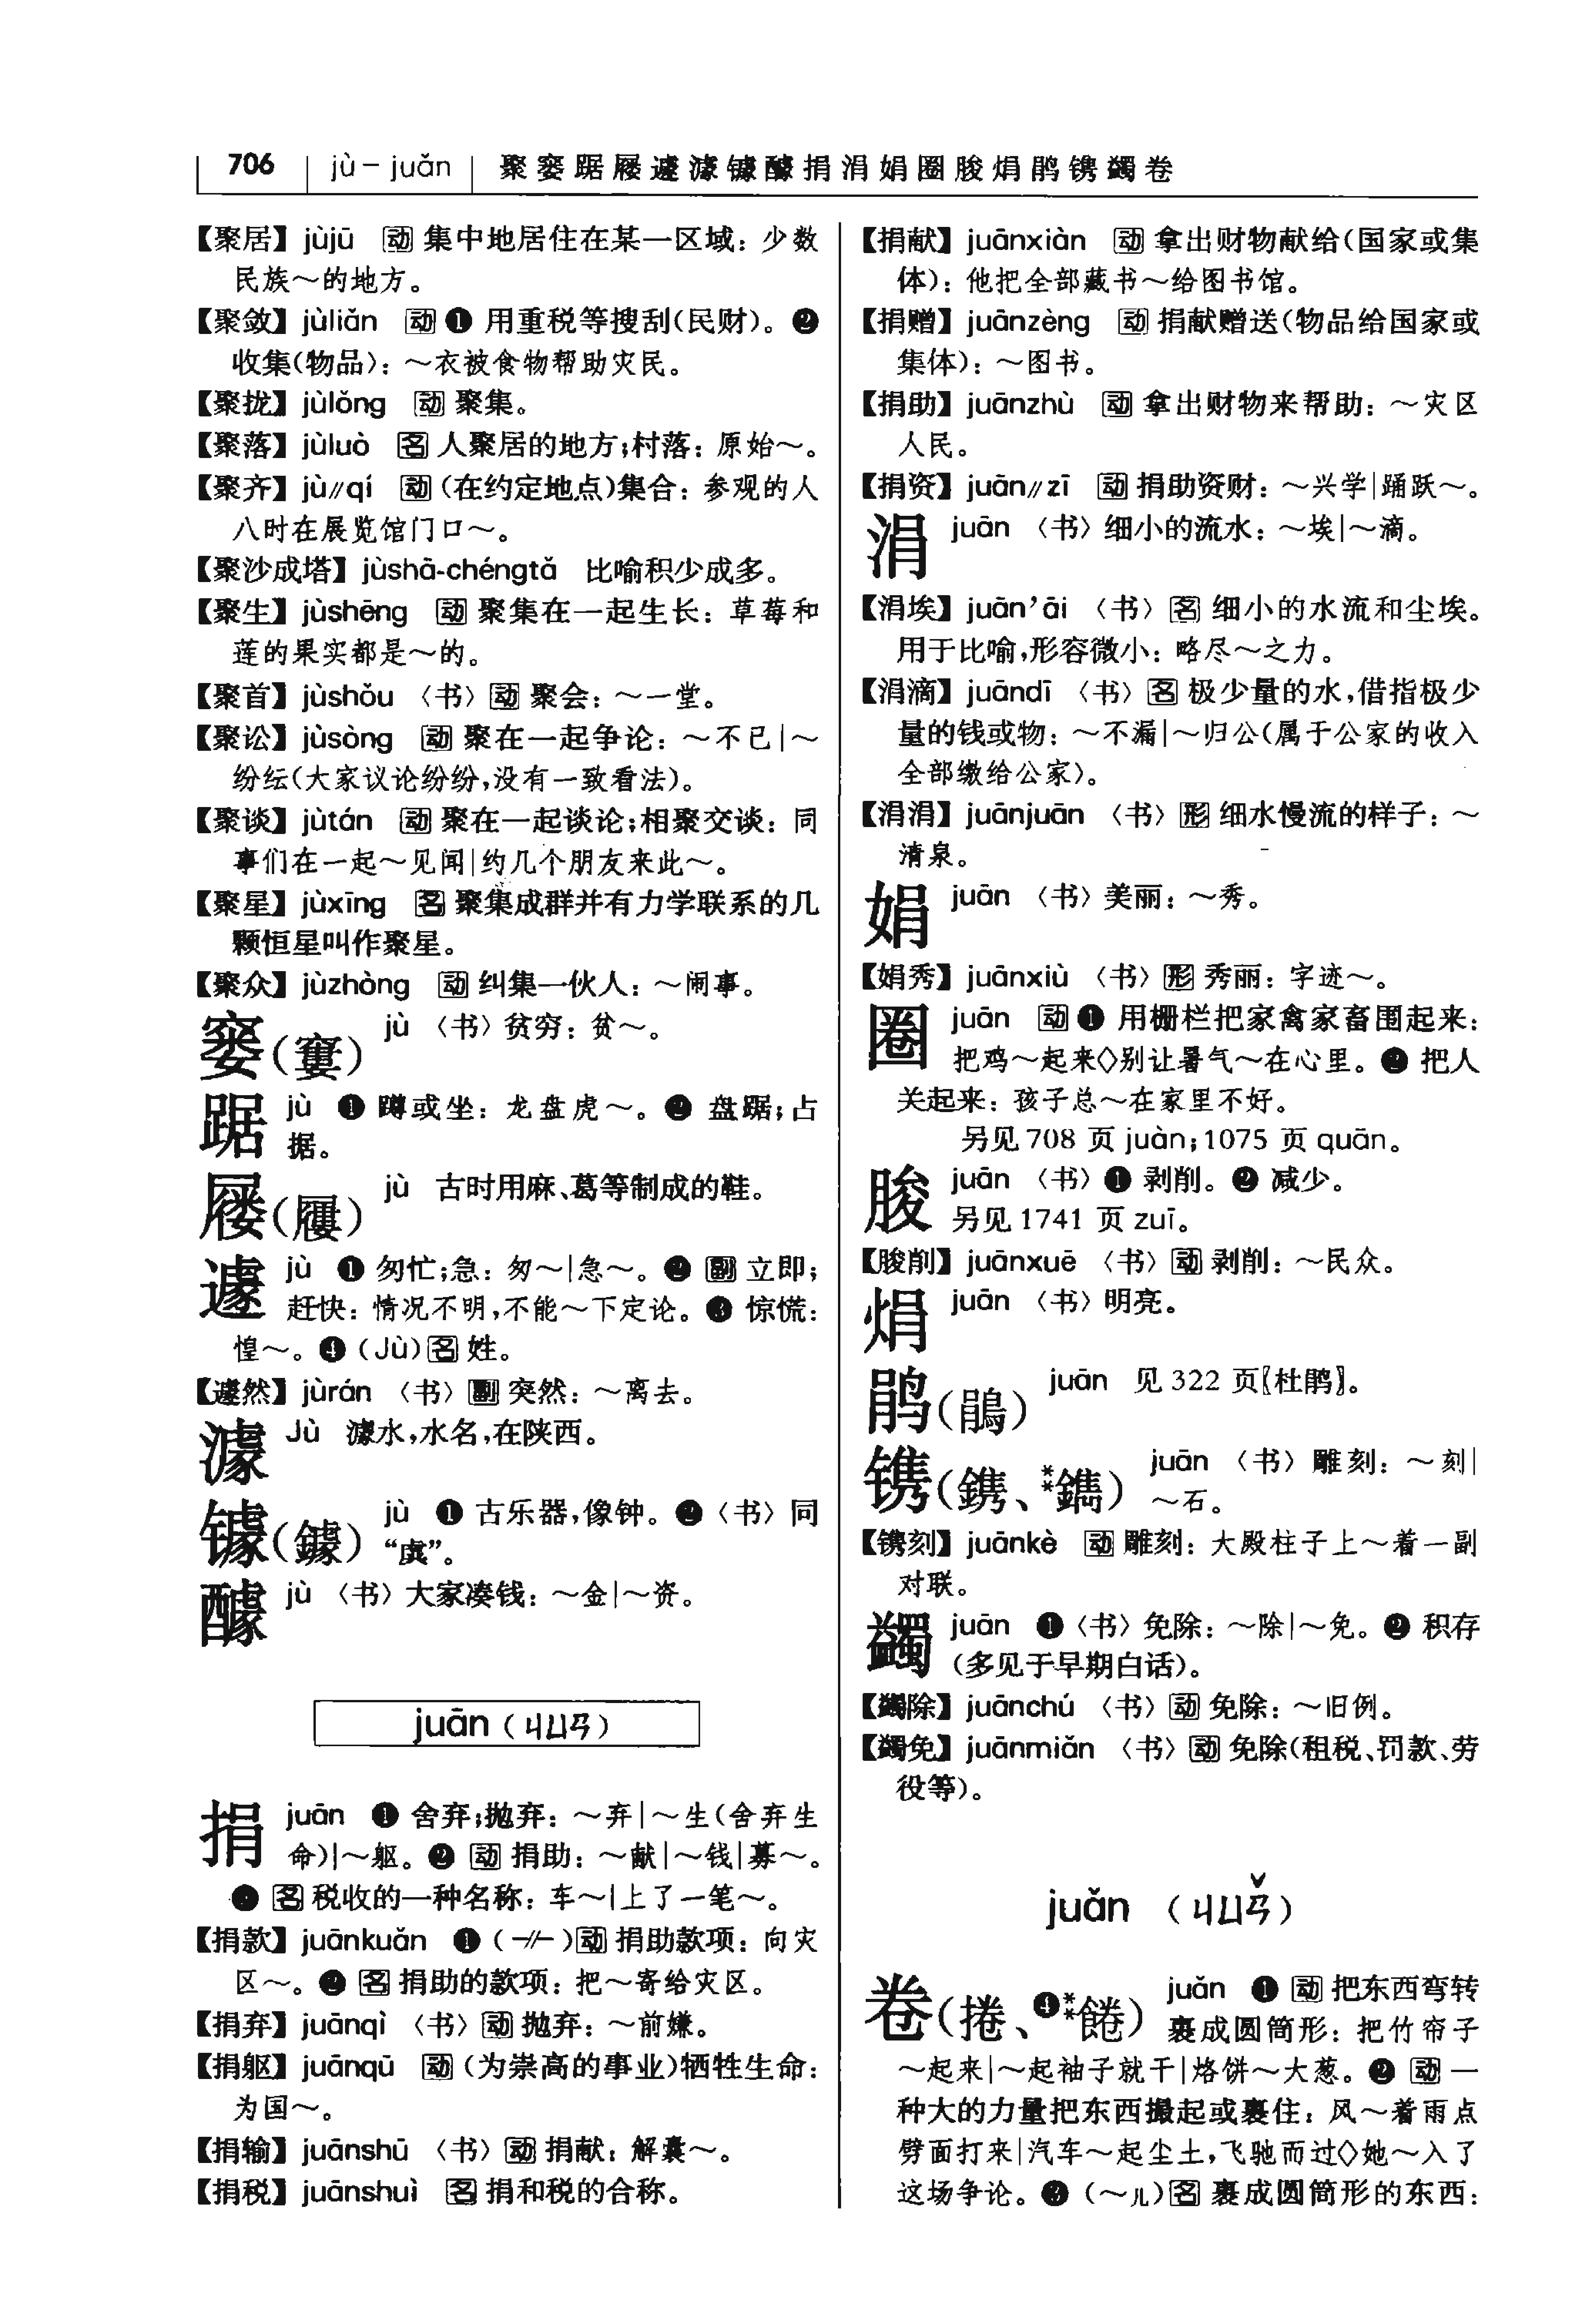 706 jù－juǎn 聚窭踞屦遽澽鐻醵捐涓娟圈朘焆鹃镌蠲卷
【聚居】jùjū 动 集中地居住在某一区域：少数
民族～的地方。
【聚敛】jùliǎn 动 ❶ 用重税等搜刮（民财）。❷
收集（物品）：～衣被食物帮助灾民。
【聚拢】jùlǒng 动 聚集。
【聚落】jùluò 名 人聚居的地方；村落：原始～。
【聚齐】jù∥qí 动（在约定地点）集合：参观的人
八时在展览馆门口～。
【聚沙成塔】jùshā-chéngtǎ 比喻积少成多。
【聚生】jùshēng 动 聚集在一起生长：草莓和
莲的果实都是～的。
【聚首】jùshǒu〈书〉动 聚会：～一堂。
【聚讼】jùsòng 动 聚在一起争论：～不已｜～
纷纭（大家议论纷纷，没有一致看法）。
【聚谈】jùtán 动 聚在一起谈论；相聚交谈：同
事们在一起～见闻｜约几个朋友来此～。
【聚星】jùxīng 名 聚集成群并有力学联系的几
颗恒星叫作聚星。
【聚众】jùzhòng 动 纠集一伙人：～闹事。
窭（窶） jù〈书〉贫穷：贫～。
踞 jù ❶ 蹲或坐：龙盘虎～。❷ 盘踞；占
据。
屦（屨） jù 古时用麻、葛等制成的鞋。
遽 jù ❶ 匆忙；急：匆～｜急～。❷ 副 立即；
赶快：情况不明，不能～下定论。❸ 惊慌：
惶～。❹（Jù）名 姓。
【遽然】jùrán〈书〉副 突然：～离去。
澽 Jù 澽水，水名，在陕西。
𨱏（鐻） jù ❶ 古乐器，像钟。❷〈书〉同
“虡”。
醵 jù〈书〉大家凑钱：～金｜～资。
juān（ㄐㄩㄢ）
捐 juān ❶ 舍弃；抛弃：～弃｜～生（舍弃生
命）｜～躯。❷ 动 捐助：～献｜～钱｜募～。
❸ 名 税收的一种名称：车～｜上了一笔～。
【捐款】juānkuǎn ❶（－∥－）动 捐助款项：向灾
区～。❷ 名 捐助的款项：把～寄给灾区。
【捐弃】juānqì〈书〉动 抛弃：～前嫌。
【捐躯】juānqū 动（为崇高的事业）牺牲生命：
为国～。
【捐输】juānshū〈书〉动 捐献：解囊～。
【捐税】juānshuì 名 捐和税的合称。
【捐献】juānxiàn 动 拿出财物献给（国家或集
体）：他把全部藏书～给图书馆。
【捐赠】juānzèng 动 捐献赠送（物品给国家或
集体）：～图书。
【捐助】juānzhù 动 拿出财物来帮助：～灾区
人民。
【捐资】juān∥zī 动 捐助资财：～兴学｜踊跃～。
涓 juān〈书〉细小的流水：～埃｜～滴。
【涓埃】juān’āi〈书〉名 细小的水流和尘埃。
用于比喻，形容微小：略尽～之力。
【涓滴】juāndī〈书〉名 极少量的水，借指极少
量的钱或物：～不漏｜～归公（属于公家的收入
全部缴给公家）。
【涓涓】juānjuān〈书〉形 细水慢流的样子：～
清泉。
娟 juān〈书〉美丽：～秀。
【娟秀】juānxiù〈书〉形 秀丽：字迹～。
圈 juān 动 ❶ 用栅栏把家禽家畜围起来：
把鸡～起来◇别让暑气～在心里。❷ 把人
关起来：孩子总～在家里不好。
另见 708 页 juàn；1075 页 quān。
朘 juān〈书〉❶ 剥削。❷ 减少。
另见 1741 页 zuī。
【朘削】juānxuē〈书〉动 剥削：～民众。
焆 juān〈书〉明亮。
鹃（鵑） juān 见 322 页〖杜鹃〗。
镌（鐫、**鎸） juān〈书〉雕刻：～刻｜
～石。
【镌刻】juānkè 动 雕刻：大殿柱子上～着一副
对联。
蠲 juān ❶〈书〉免除：～除｜～免。❷ 积存
（多见于早期白话）。
【蠲除】juānchú〈书〉动 免除：～旧例。
【蠲免】juānmiǎn〈书〉动 免除（租税、罚款、劳
役等）。
juǎn （ㄐㄩㄢˇ）
卷（捲、❹**餋） juǎn ❶ 动 把东西弯转
裹成圆筒形：把竹帘子
～起来｜～起袖子就干｜烙饼～大葱。❷ 动 一
种大的力量把东西撮起或裹住：风～着雨点
劈面打来｜汽车～起尘土，飞驰而过◇她～入了
这场争论。❸（～儿）名 裹成圆筒形的东西：